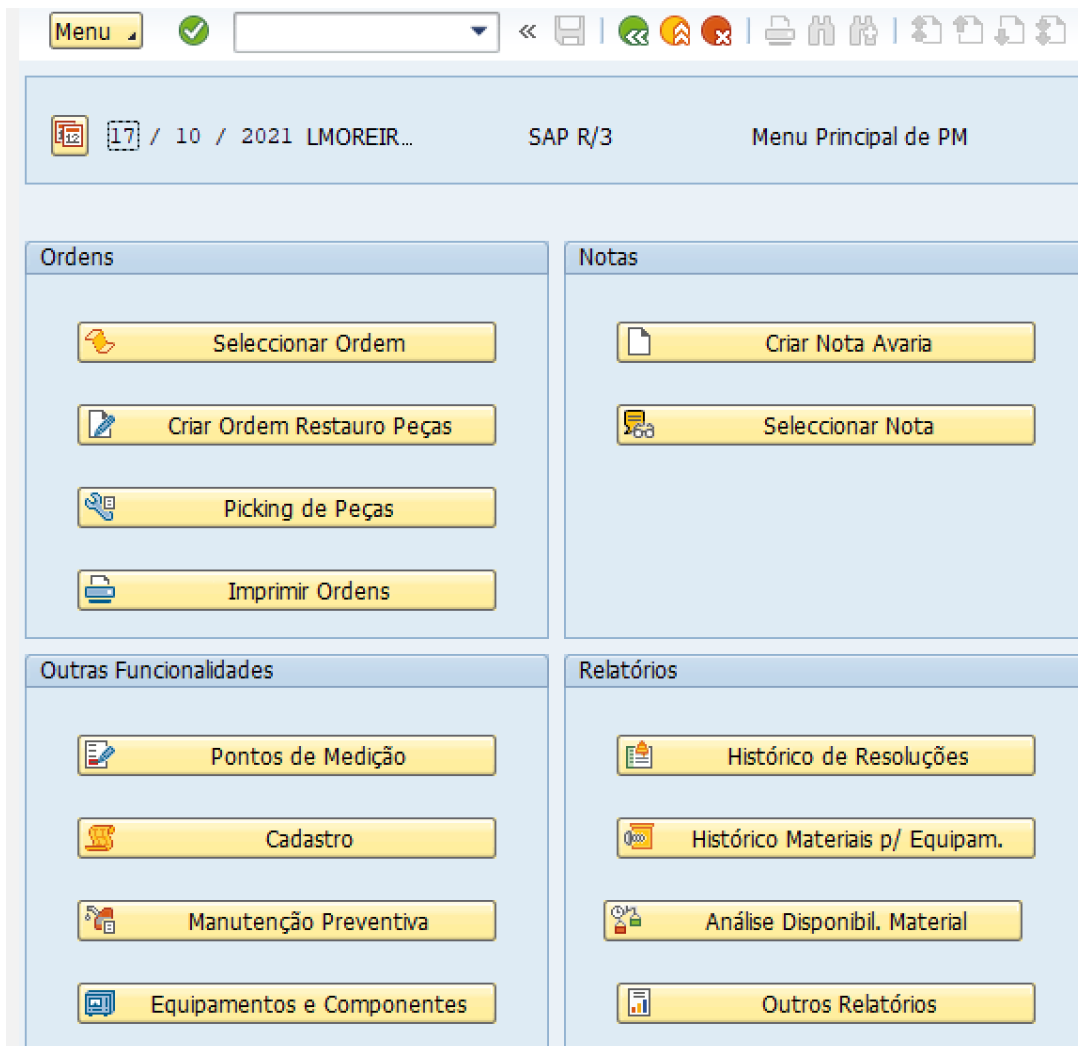 Menu
17 / 10 / 2021 LMOREIR... SAP R/3 Menu Principal de PM
Ordens
Seleccionar Ordem
Criar Ordem Restauro Peças
Picking de Peças
Imprimir Ordens
Notas
Criar Nota Avaria
Seleccionar Nota
Outras Funcionalidades
Pontos de Medição
Cadastro
Manutenção Preventiva
Equipamentos e Componentes
Relatórios
Histórico de Resoluções
Histórico Materiais p/ Equipam.
Análise Disponibil. Material
Outros Relatórios